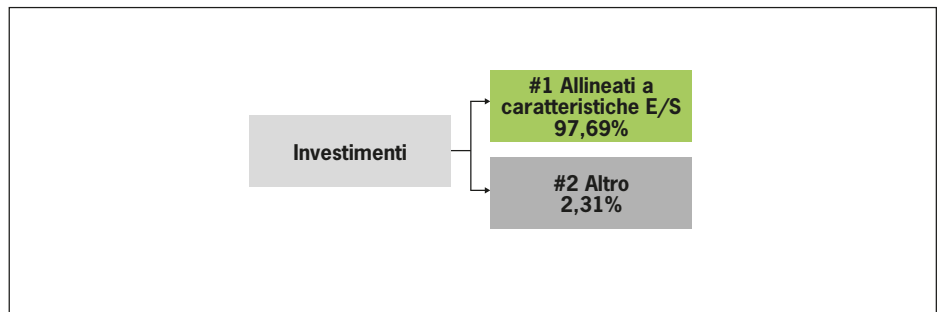 #1 Allineati a
caratteristiche E/S
97,69%
Investimenti
#2 Altro
2,31%